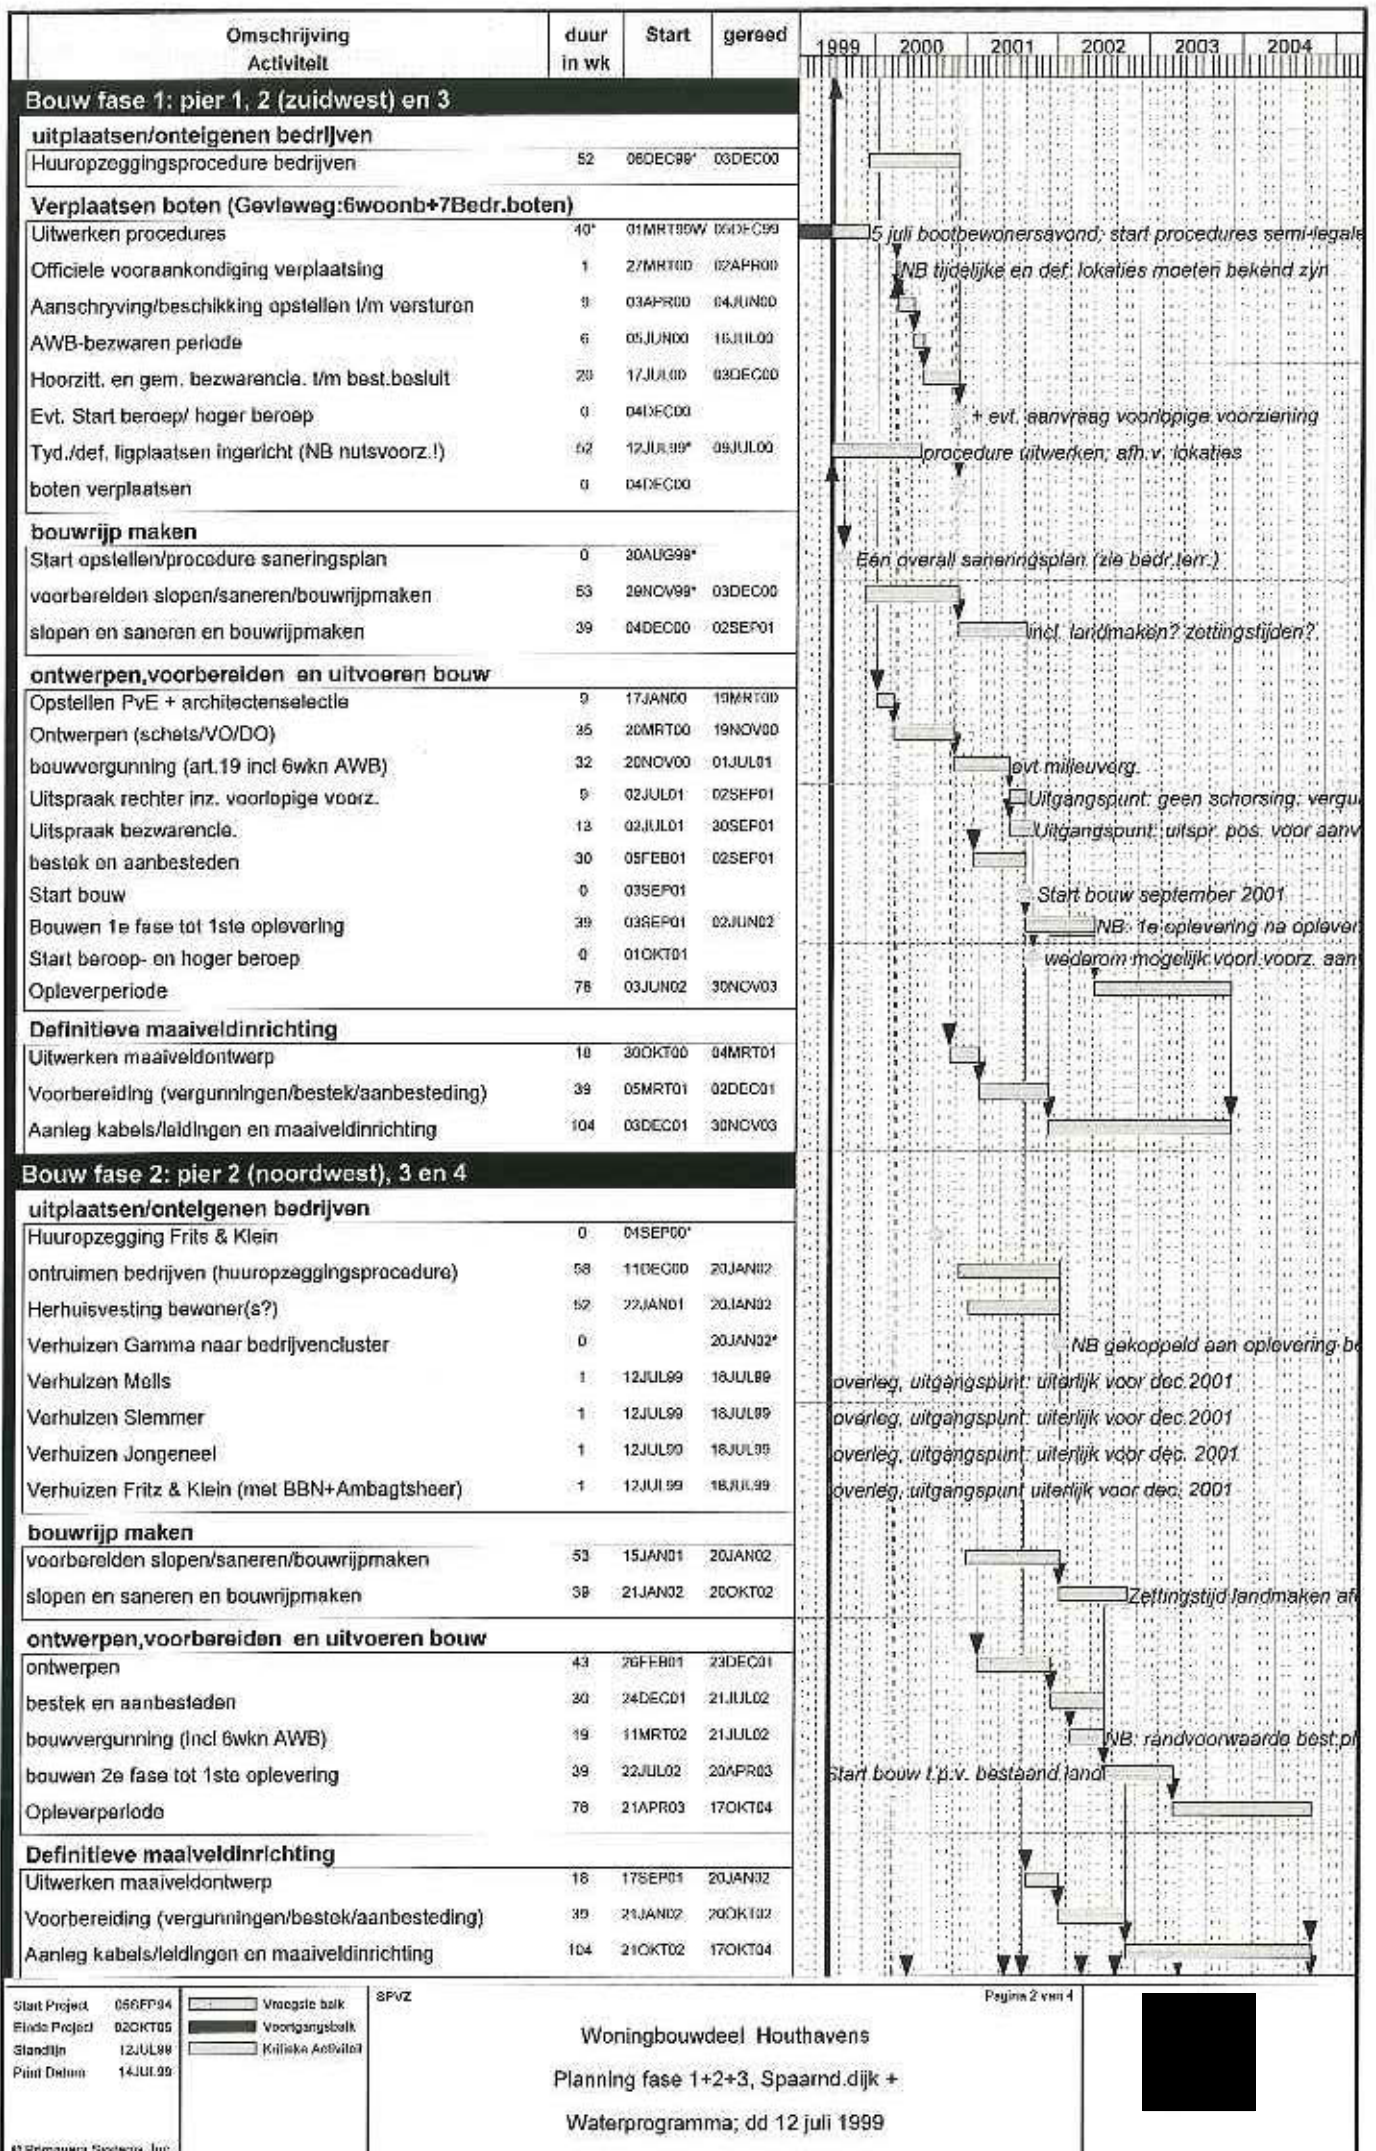 Omschrijving duur Start gereed 1999 2000 2001 2002 2003 2004
Activiteit in wk
Bouw fase 1: pier 1, 2 (zuidwest) en 3
uitplaatsen/onteigenen bedrijven
Huuropzeggingsprocedure bedrijven 52 06DEC99* 03DEC00
Verplaatsen boten (Gevleweg:6woonb+7Bedr.boten)
Uitwerken procedures 40* 01MRT99W 05DEC99 5 juli bootbewonersavond; start procedures semi-legale
Officiele vooraankondiging verplaatsing 1 27MRT00 02APR00 NB tijdelijke en def. lokaties moeten bekend zyn
Aanschryving/beschikking opstellen t/m versturen 9 03APR00 04JUN00
AWB-bezwaren periode 6 05JUN00 16JUL00
Hoorzitt. en gem. bezwarencie. t/m best.besluit 20 17JUL00 03DEC00
Evt. Start beroep/ hoger beroep 0 04DEC00 + evt. aanvraag voorlopige voorziening
Tyd./def. ligplaatsen ingericht (NB nutsvoorz.!) 52 12JUL99* 09JUL00 procedure uitwerken; afh.v. lokaties
boten verplaatsen 0 04DEC00
bouwrijp maken
Start opstellen/procedure saneringsplan 0 30AUG99* Een overall saneringsplan (zie bedr.terr.)
voorbereiden slopen/saneren/bouwrijpmaken 53 29NOV99* 03DEC00
slopen en saneren en bouwrijpmaken 39 04DEC00 02SEP01 incl. landmaken? zettingstijden?
ontwerpen,voorbereiden en uitvoeren bouw
Opstellen PvE + architectenselectie 9 17JAN00 19MRT00
Ontwerpen (schets/VO/DO) 35 20MRT00 19NOV00
bouwvergunning (art.19 incl 6wkn AWB) 32 20NOV00 01JUL01 evt milieuverg.
Uitspraak rechter inz. voorlopige voorz. 9 02JUL01 02SEP01 Uitgangspunt: geen schorsing: vergu
Uitspraak bezwarencie. 13 02JUL01 30SEP01 Uitgangspunt: uitspr. pos. voor aanv
bestek en aanbesteden 30 05FEB01 02SEP01
Start bouw 0 03SEP01 Start bouw september 2001
Bouwen 1e fase tot 1ste oplevering 39 03SEP01 02JUN02 NB: 1e oplevering na oplever
Start beroep- en hoger beroep 0 01OKT01 wederom mogelijk voorl.voorz. aan
Opleverperiode 78 03JUN02 30NOV03
Definitieve maaiveldinrichting
Uitwerken maaiveldontwerp 18 30OKT00 04MRT01
Voorbereiding (vergunningen/bestek/aanbesteding) 39 05MRT01 02DEC01
Aanleg kabels/leidingen en maaiveldinrichting 104 03DEC01 30NOV03
Bouw fase 2: pier 2 (noordwest), 3 en 4
uitplaatsen/onteigenen bedrijven
Huuropzegging Frits & Klein 0 04SEP00*
ontruimen bedrijven (huuropzeggingsprocedure) 58 11DEC00 20JAN02
Herhuisvesting bewoner(s?) 52 22JAN01 20JAN02
Verhuizen Gamma naar bedrijvencluster 0 20JAN02* NB gekoppeld aan oplevering be
Verhuizen Mells 1 12JUL99 18JUL99 overleg, uitgangspunt: uiterlijk voor dec.2001
Verhuizen Slemmer 1 12JUL99 18JUL99 overleg, uitgangspunt: uiterlijk voor dec.2001
Verhuizen Jongeneel 1 12JUL99 18JUL99 overleg, uitgangspunt: uiterlijk voor dec. 2001
Verhuizen Fritz & Klein (met BBN+Ambagtsheer) 1 12JUL99 18JUL99 overleg, uitgangspunt uiterlijk voor dec. 2001
bouwrijp maken
voorbereiden slopen/saneren/bouwrijpmaken 53 15JAN01 20JAN02
slopen en saneren en bouwrijpmaken 39 21JAN02 20OKT02 Zettingstijd landmaken afh
ontwerpen,voorbereiden en uitvoeren bouw
ontwerpen 43 26FEB01 23DEC01
bestek en aanbesteden 30 24DEC01 21JUL02
bouwvergunning (incl 6wkn AWB) 19 11MRT02 21JUL02 NB: randvoorwaarde best.pl
bouwen 2e fase tot 1ste oplevering 39 22JUL02 20APR03 Start bouw t.p.v. bestaand land
Opleverperiode 78 21APR03 17OKT04
Definitieve maaiveldinrichting
Uitwerken maaiveldontwerp 18 17SEP01 20JAN02
Voorbereiding (vergunningen/bestek/aanbesteding) 39 21JAN02 20OKT02
Aanleg kabels/leidingen en maaiveldinrichting 104 21OKT02 17OKT04
Start Project 05SEP94 Vroegste balk SPVZ Pagina 2 van 4
Einde Project 02OKT05 Voortgangsbalk
Standlijn 12JUL99 Kritieke Activiteit
Print Datum 14JUL99
Woningbouwdeel Houthavens
Planning fase 1+2+3, Spaarnd.dijk +
Waterprogramma; dd 12 juli 1999
© Primavera Systems, Inc.